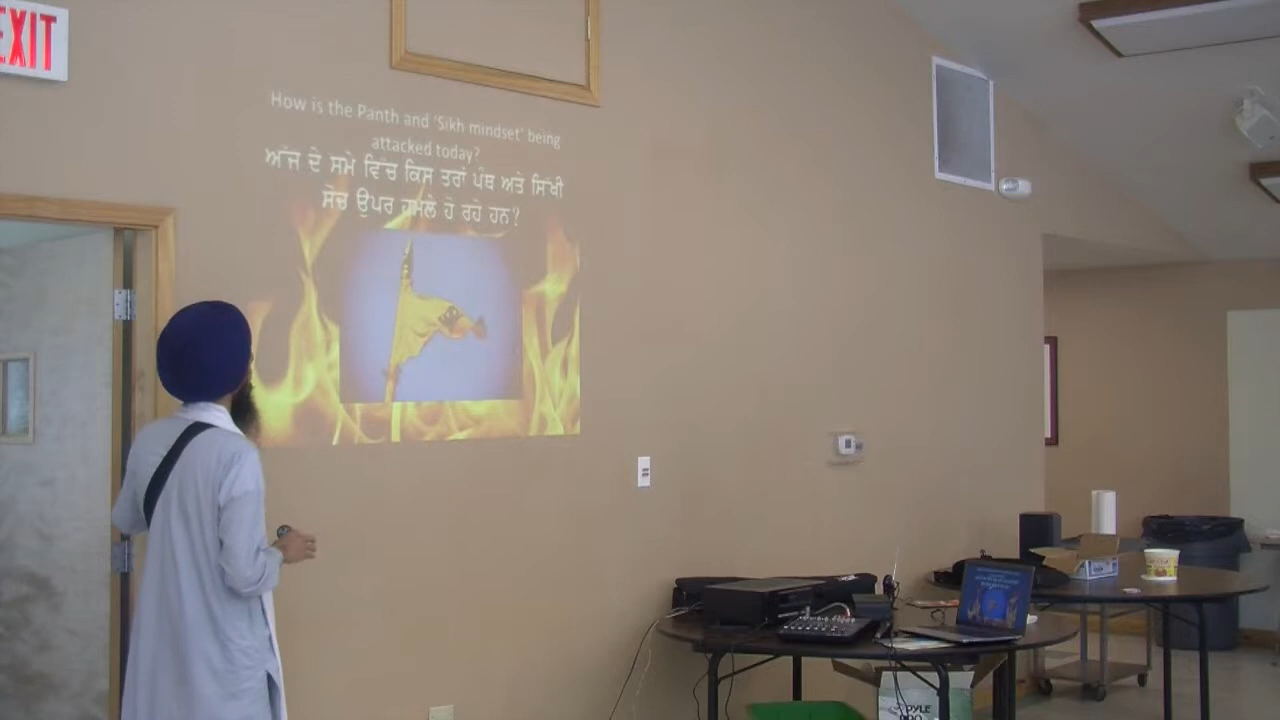 EXIT
How is the Panth and 'Sikh mindset' being
attacked today?
ਅੱਜ ਦੇ ਸਮੇ ਵਿੱਚ ਕਿਸ ਤਰਾਂ ਪੰਥ ਅਤੇ ਸਿੱਖੀ
ਸੋਚ ਉਪਰ ਹਮਲੇ ਹੋ ਰਹੇ ਹਨ?